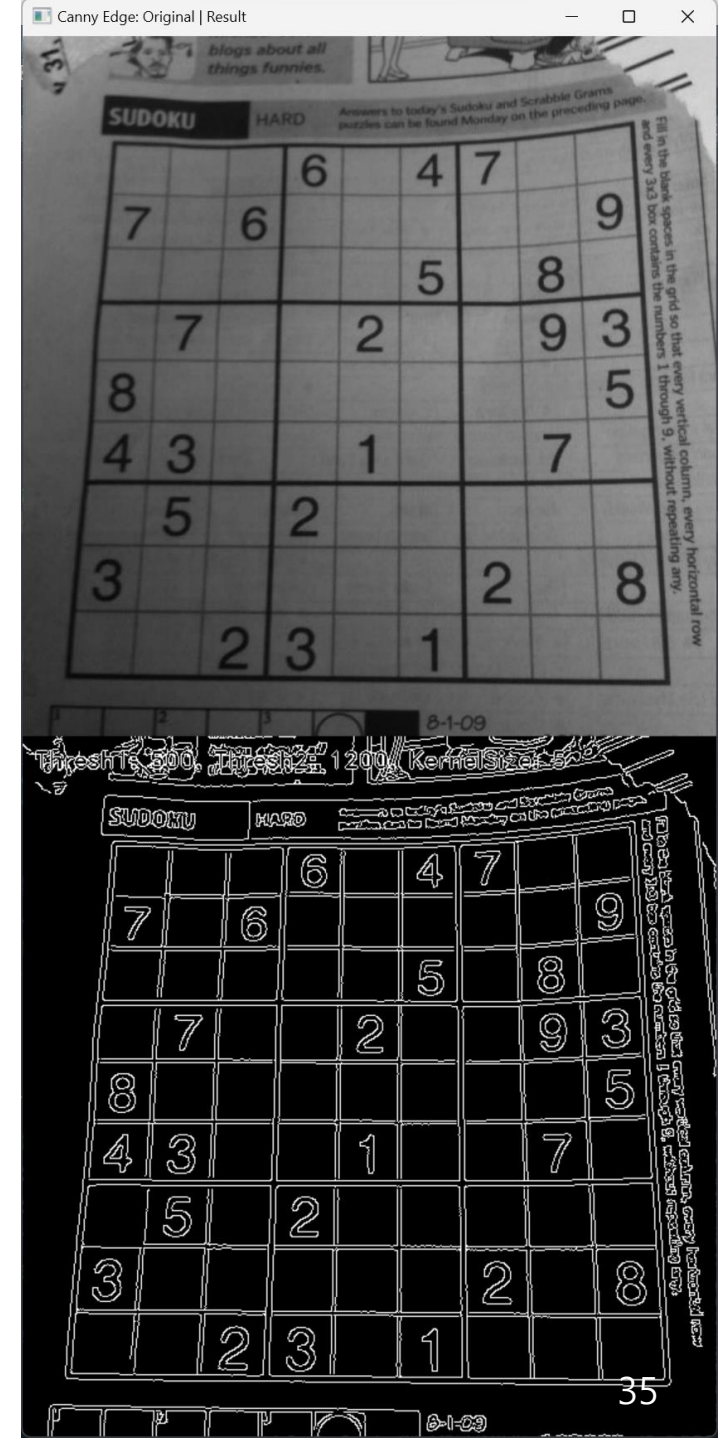 Canny Edge: Original | Result
31,
blogs about all
things funnies.
SUDOKU HARD Answers to today's Sudoku and Scrabble Grams
puzzles can be found Monday on the preceding page.
Fill in the blank spaces in the grid so that every vertical column, every horizontal row
and every 3x3 box contains the numbers 1 through 9, without repeating any.
6 4 7
7 6 9
5 8
7 2 9 3
8 5
4 3 1 7
5 2
3 2 8
2 3 1
1 2 3 8-1-09
Thresh1: 500, Thresh2: 1200, KernelSize: 5
SUDOKU HARD
6 4 7
7 6 9
5 8
7 2 9 3
8 5
4 3 1 7
5 2
3 2 8
2 3 1
35
8-1-09